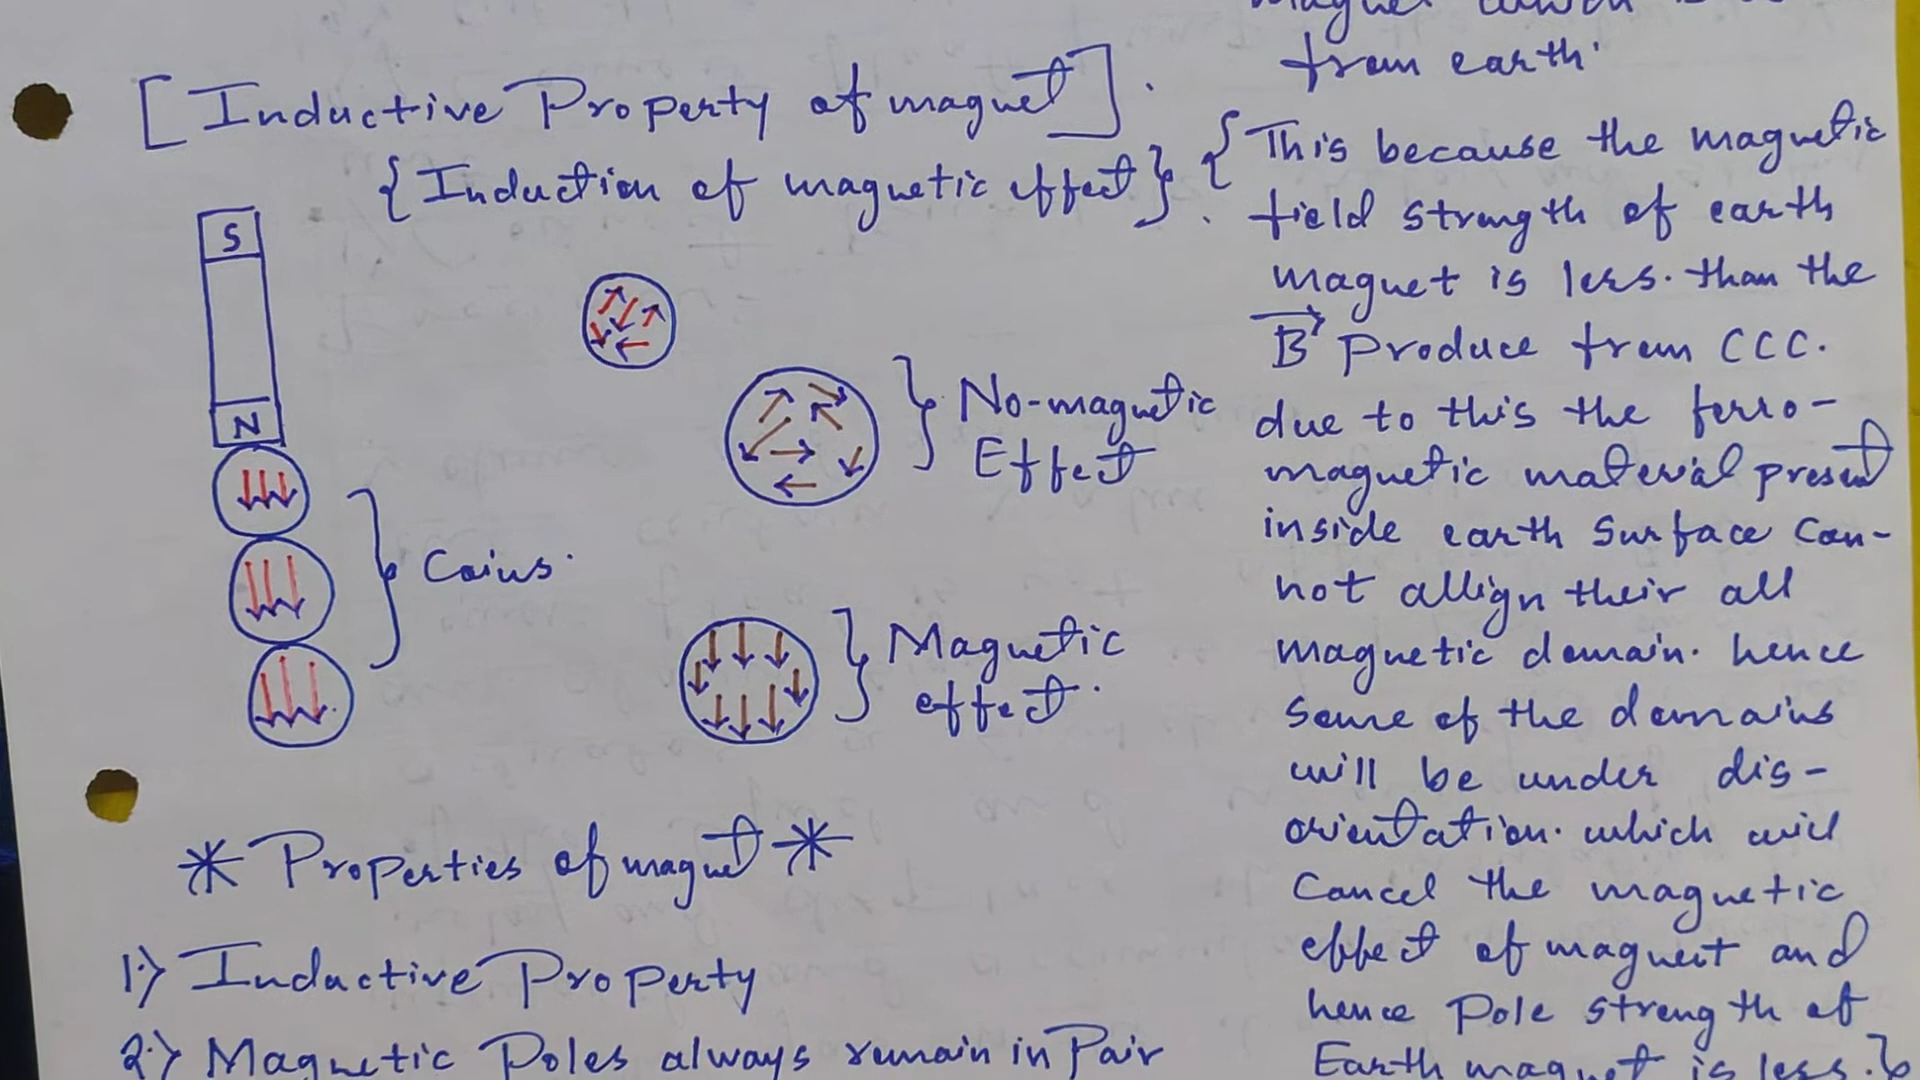 [Inductive Property of magnet].
{Induction of magnetic effect}.
S
N
Coins.
No-magnetic
Effect
Magnetic
effect.
* Properties of magnet *
1.) Inductive Property
2.) Magnetic Poles always remain in Pair
from earth.
{This because the magnetic
field strength of earth
magnet is less. than the
B produce from CCC.
due to this the ferro-
magnetic material present
inside earth surface can-
not allign their all
magnetic domain. hence
some of the domains
will be under dis-
orientation. which will
cancel the magnetic
effect of magnet and
hence Pole strength of
Earth magnet is less.}